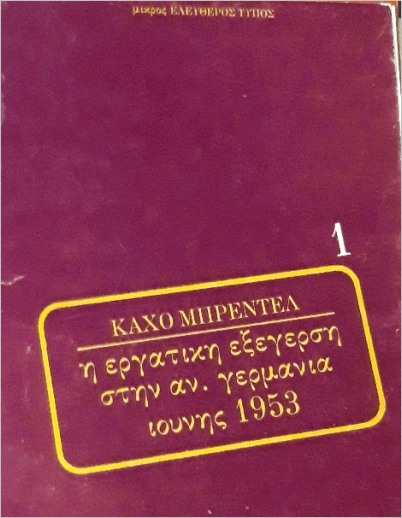 μικρος ΕΛΕΥΘΕΡΟΣ ΤΥΠΟΣ
1
ΚΑΧΟ ΜΠΡΕΝΤΕΛ
η εργατικη εξεγερση
στην αν. γερμανια
ιουνης 1953